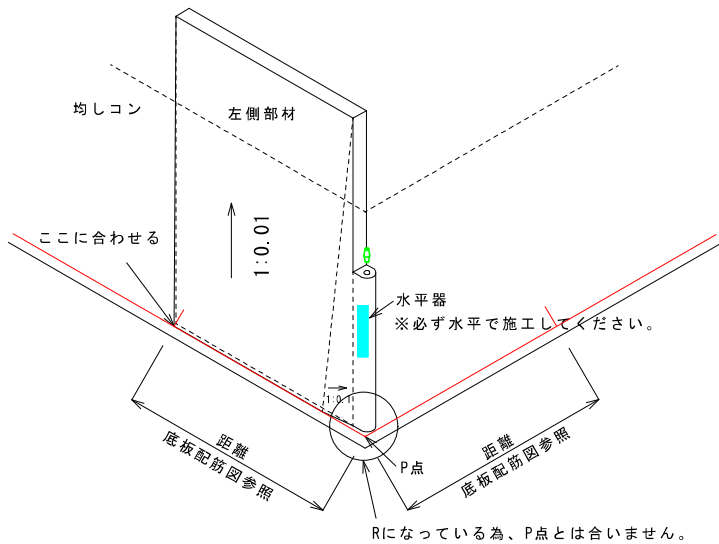 均しコン
左側部材
1:0.01
ここに合わせる
水平器
※必ず水平で施工してください。
1:0.1
距離
底板配筋図参照
距離
底板配筋図参照
P点
Rになっている為、P点とは合いません。